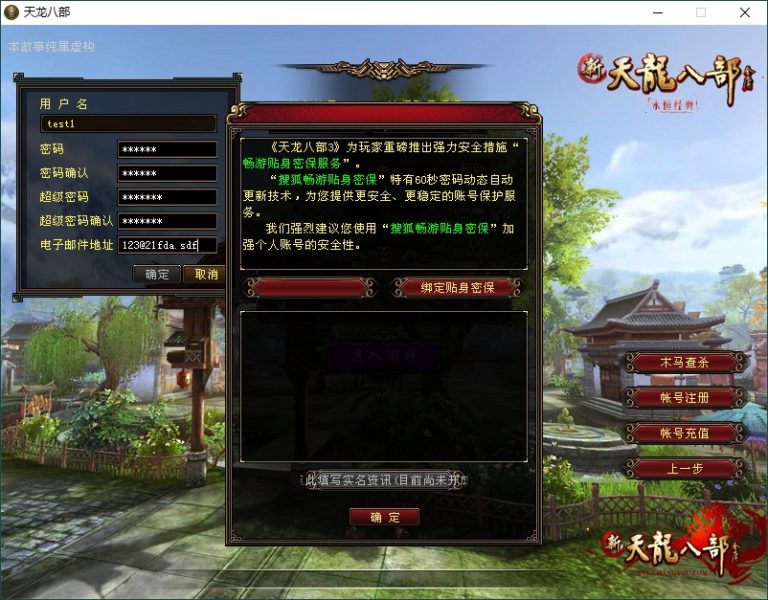 天龙八部
本故事纯属虚构
新天龍八部
永恒经典
用户名
test1
密码
******
密码确认
******
超级密码
*******
超级密码确认
*******
电子邮件地址
123@21fda.sdf
确定
取消
《天龙八部3》为玩家重磅推出强力安全措施“
畅游贴身密保服务”。
“搜狐畅游贴身密保”特有60秒密码动态自动
更新技术，为您提供更安全、更稳定的账号保护服
务。
我们强烈建议您使用“搜狐畅游贴身密保”加
强个人账号的安全性。
绑定贴身密保
进入游戏
此填写实名资讯(目前尚未开
确定
木马查杀
帐号注册
帐号充值
上一步
新天龍八部